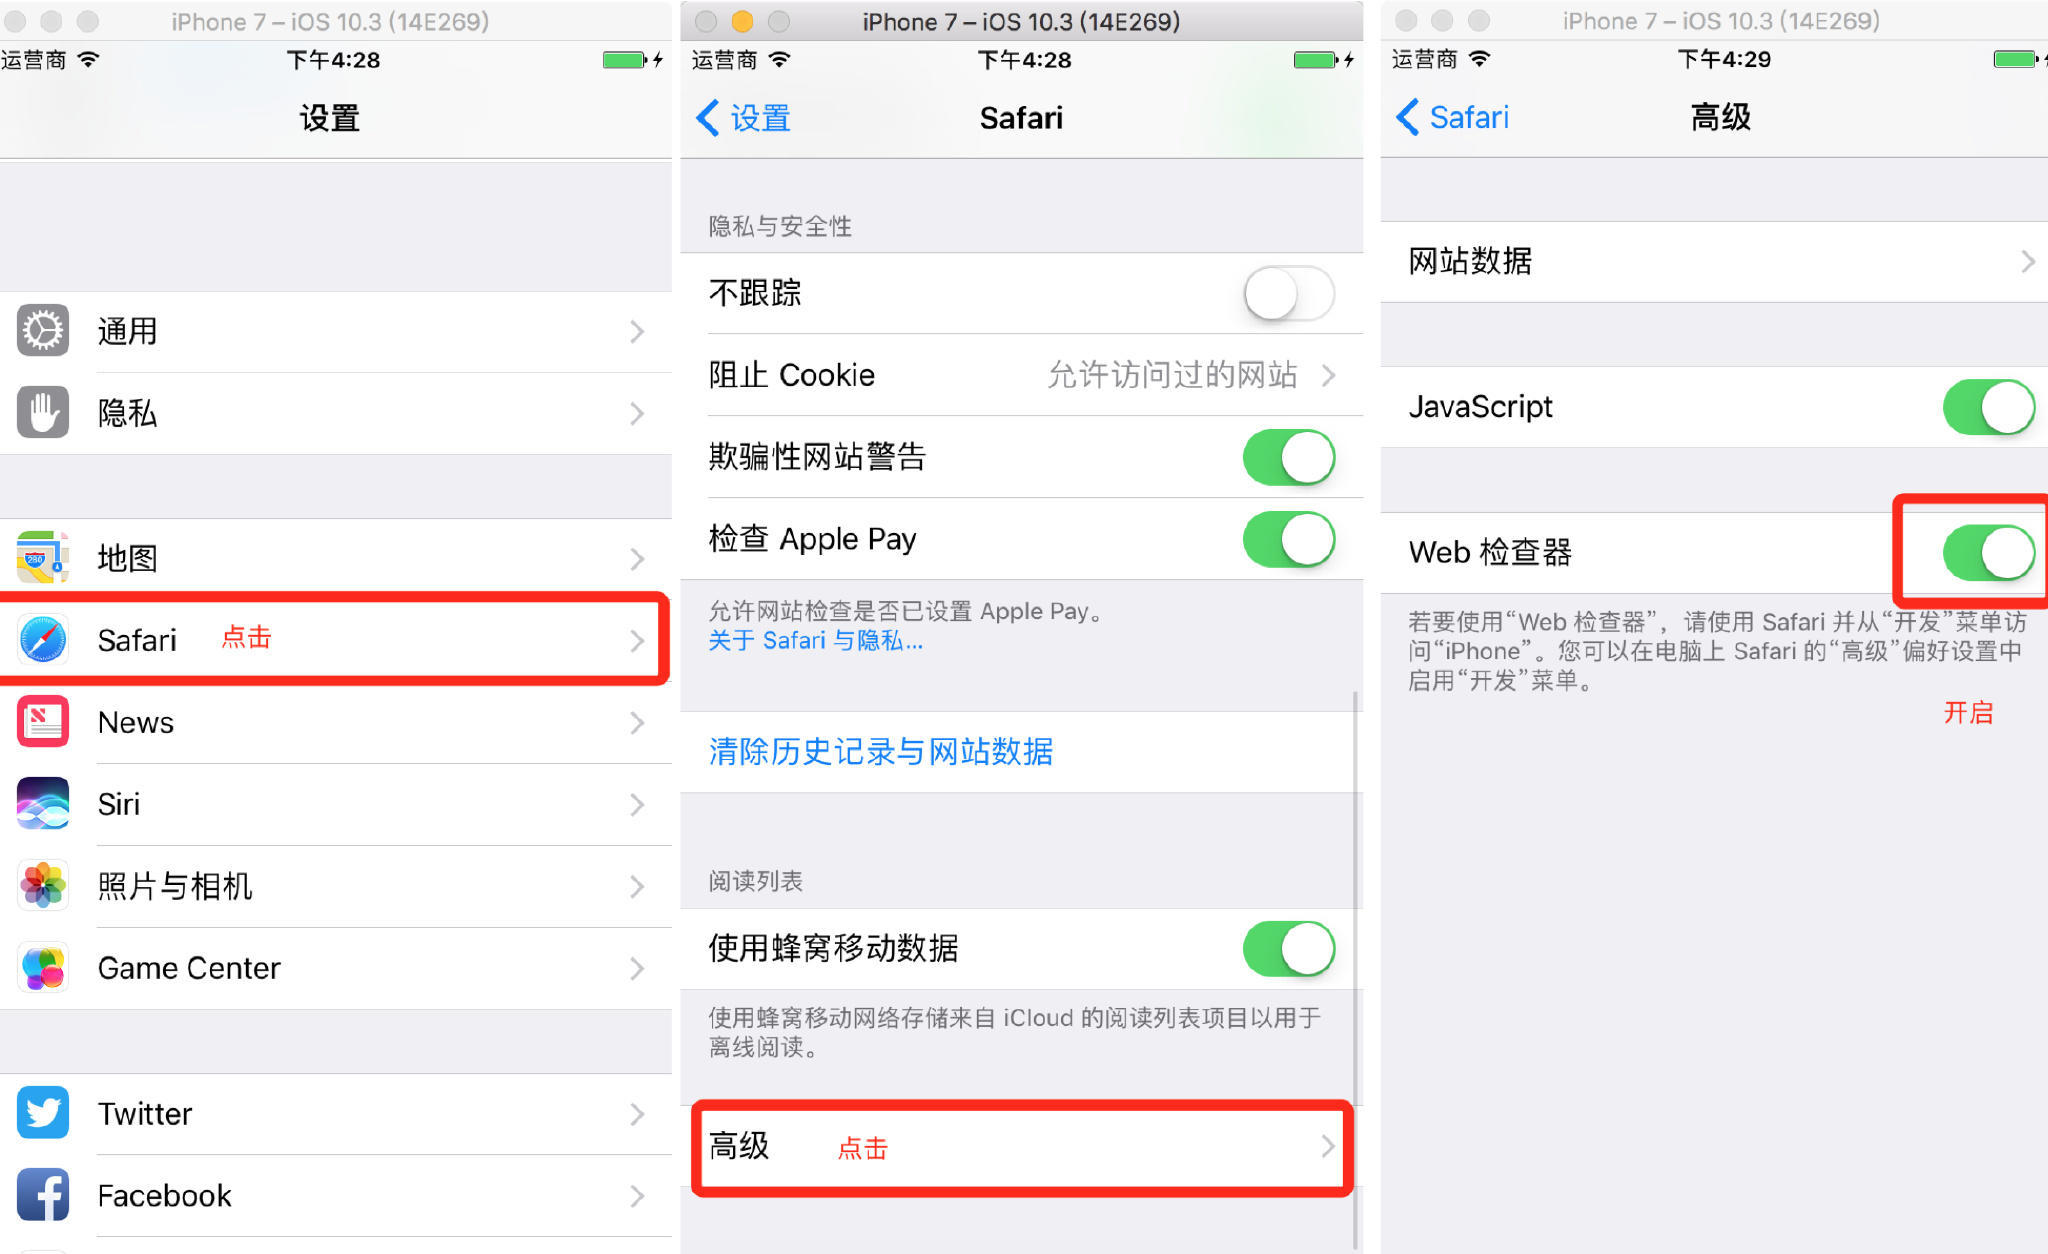 iPhone 7 – iOS 10.3 (14E269)
运营商
下午4:28
设置
通用
隐私
地图
Safari 点击
News
Siri
照片与相机
Game Center
Twitter
Facebook
iPhone 7 – iOS 10.3 (14E269)
运营商
下午4:28
设置
Safari
隐私与安全性
不跟踪
阻止 Cookie 允许访问过的网站
欺骗性网站警告
检查 Apple Pay
允许网站检查是否已设置 Apple Pay。
关于 Safari 与隐私...
清除历史记录与网站数据
阅读列表
使用蜂窝移动数据
使用蜂窝移动网络存储来自 iCloud 的阅读列表项目以用于
离线阅读。
高级 点击
iPhone 7 – iOS 10.3 (14E269)
运营商
下午4:29
Safari
高级
网站数据
JavaScript
Web 检查器
若要使用“Web 检查器”，请使用 Safari 并从“开发”菜单访
问“iPhone”。您可以在电脑上 Safari 的“高级”偏好设置中
启用“开发”菜单。
开启